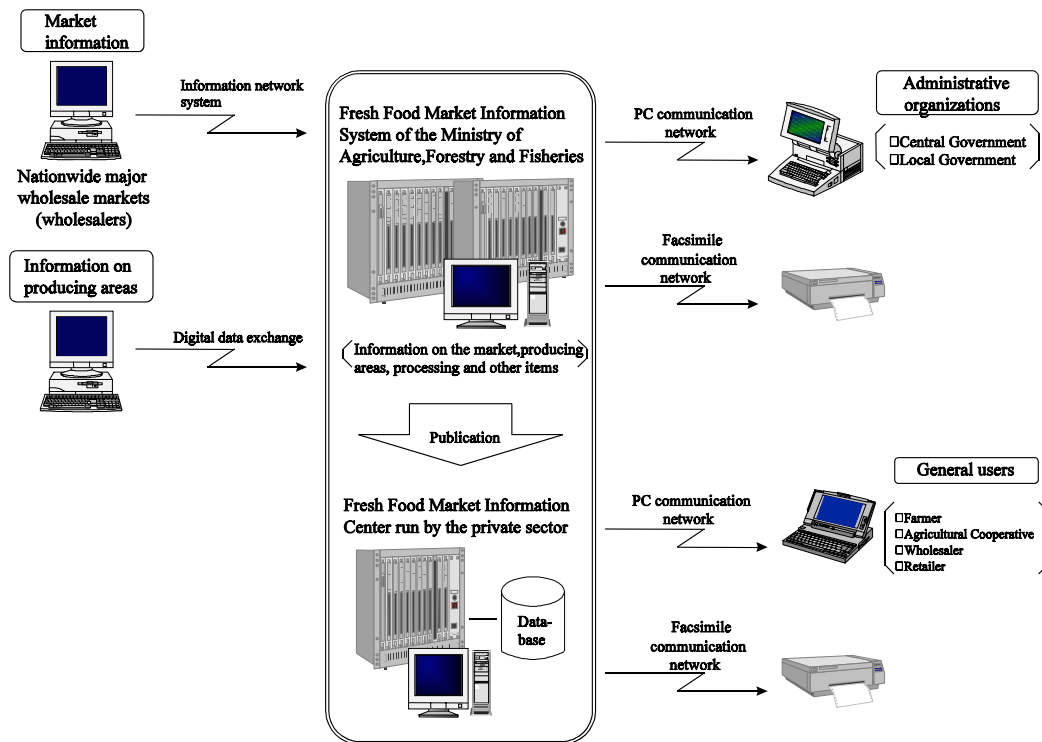 Market
information
Information network
system
Nationwide major
wholesale markets
(wholesalers)
Information on
producing areas
Digital data exchange
Fresh Food Market Information
System of the Ministry of
Agriculture,Forestry and Fisheries
Information on the market,producing
areas, processing and other items
Publication
Fresh Food Market Information
Center run by the private sector
Data-
base
PC communication
network
Administrative
organizations
□Central Government
□Local Government
Facsimile
communication
network
PC communication
network
General users
□Farmer
□Agricultural Cooperative
□Wholesaler
□Retailer
Facsimile
communication
network